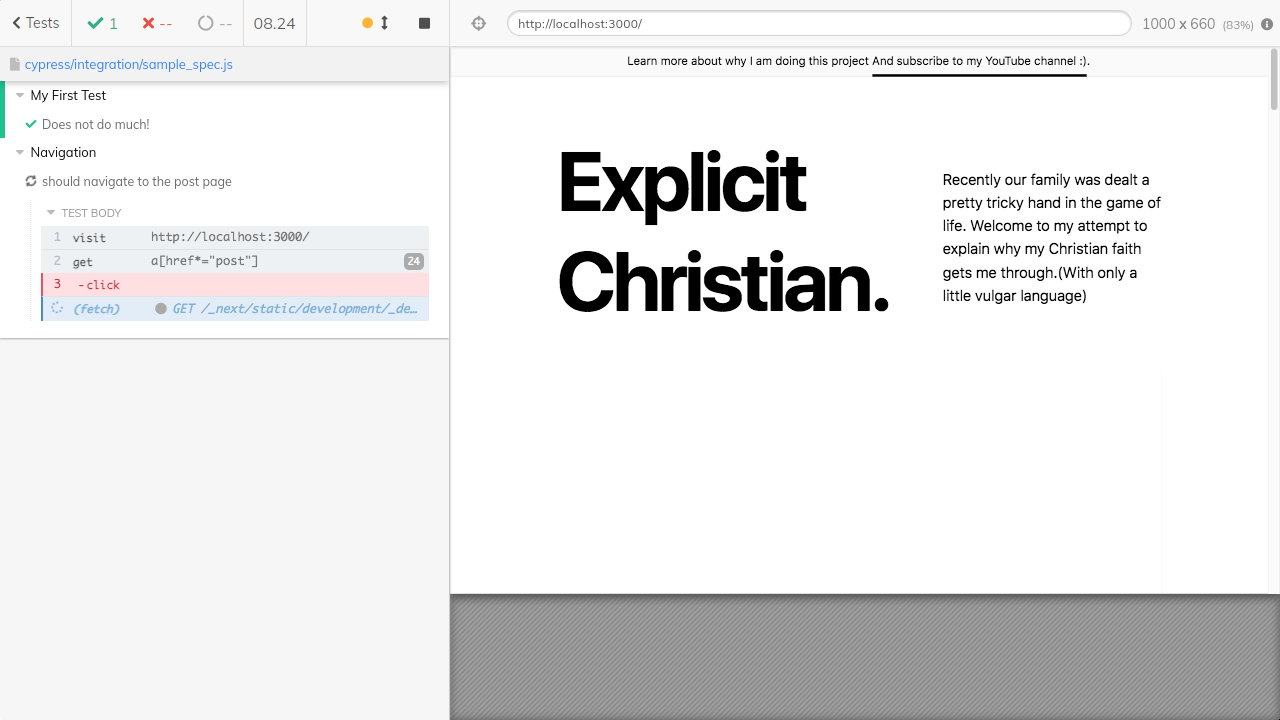 Tests 1 -- -- 08.24
http://localhost:3000/ 1000 x 660 (83%)
cypress/integration/sample_spec.js
My First Test
Does not do much!
Navigation
should navigate to the post page
TEST BODY
1 visit http://localhost:3000/
2 get a[href*="post"] 24
3 -click
(fetch) GET /_next/static/development/_de…
Learn more about why I am doing this project And subscribe to my YouTube channel :).
Explicit
Christian.
Recently our family was dealt a
pretty tricky hand in the game of
life. Welcome to my attempt to
explain why my Christian faith
gets me through.(With only a
little vulgar language)